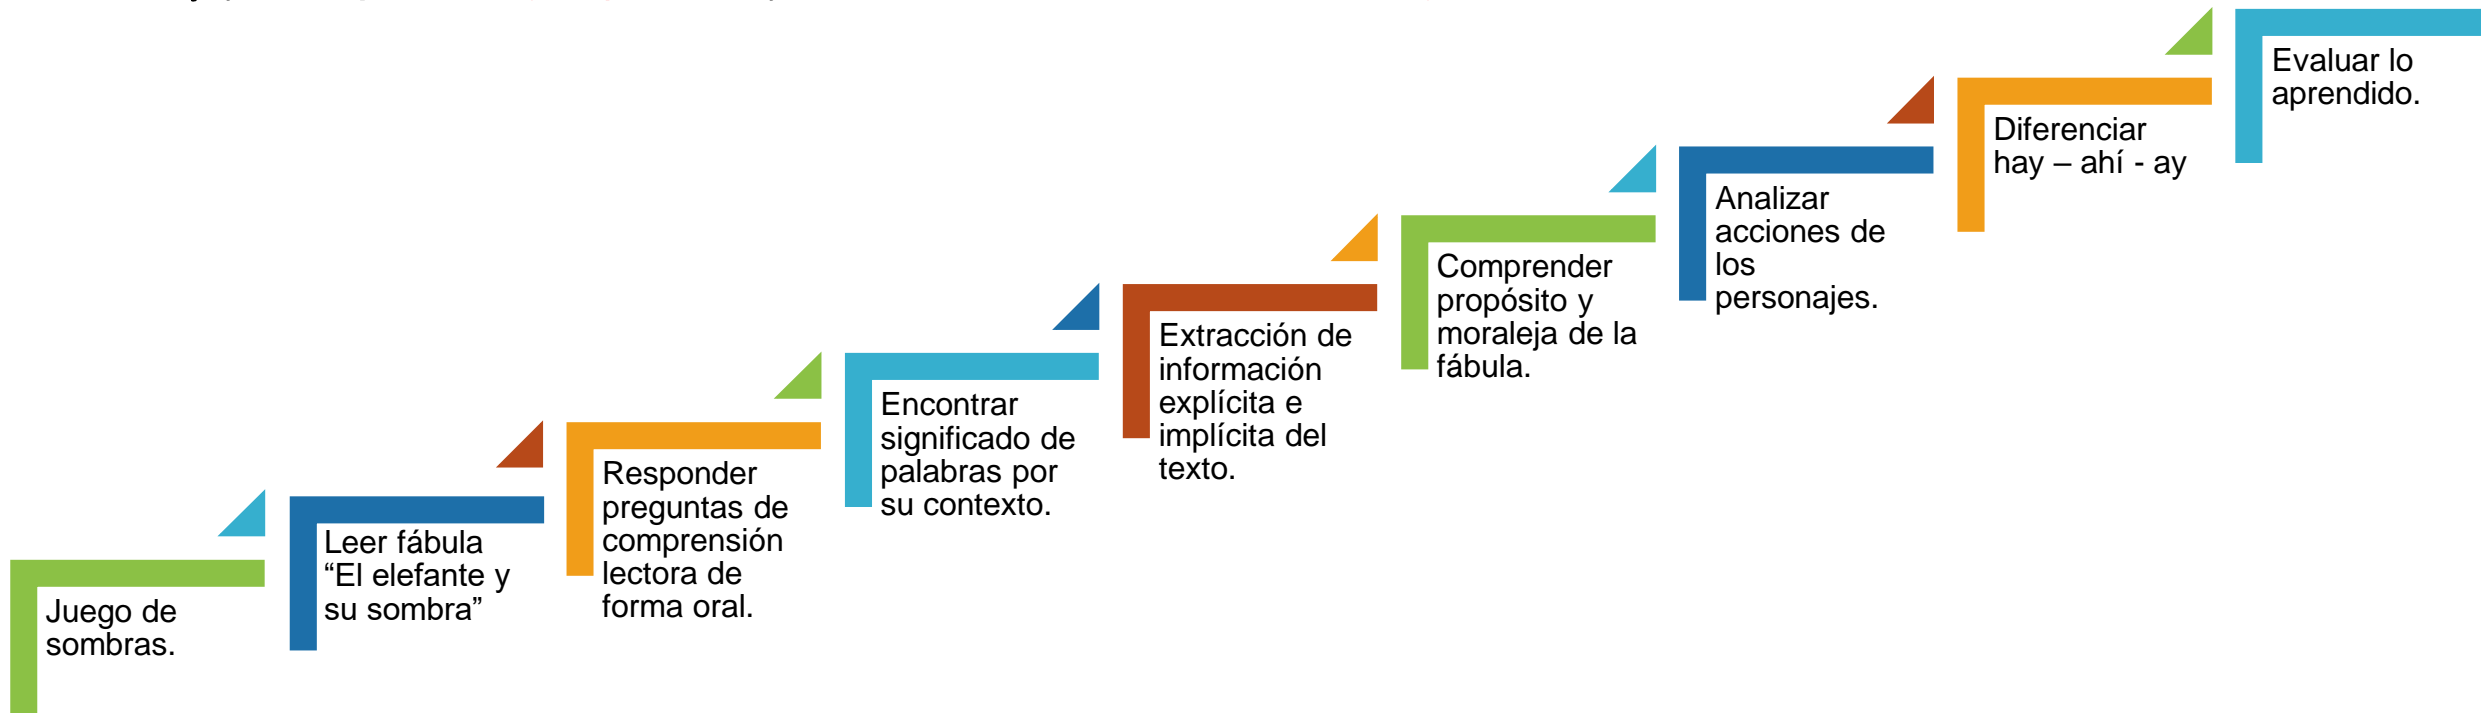 Juego de
sombras.
Leer fábula
“El elefante y
su sombra”
Responder
preguntas de
comprensión
lectora de
forma oral.
Encontrar
significado de
palabras por
su contexto.
Extracción de
información
explícita e
implícita del
texto.
Comprender
propósito y
moraleja de la
fábula.
Analizar
acciones de
los
personajes.
Diferenciar
hay – ahí - ay
Evaluar lo
aprendido.